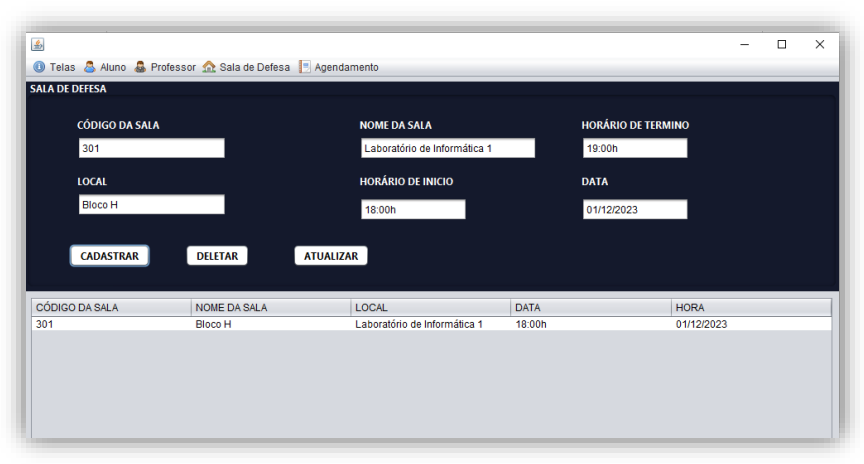 Telas Aluno Professor Sala de Defesa Agendamento
SALA DE DEFESA
CÓDIGO DA SALA NOME DA SALA HORÁRIO DE TERMINO
301 Laboratório de Informática 1 19:00h
LOCAL HORÁRIO DE INICIO DATA
Bloco H 18:00h 01/12/2023
CADASTRAR DELETAR ATUALIZAR
CÓDIGO DA SALA NOME DA SALA LOCAL DATA HORA
301 Bloco H Laboratório de Informática 1 18:00h 01/12/2023